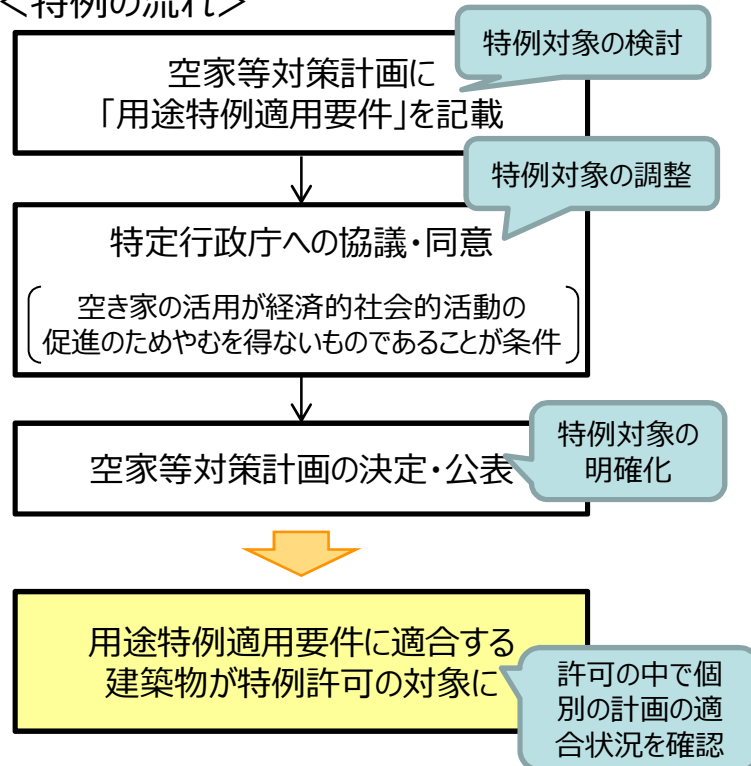 <特例の流れ>
特例対象の検討
空家等対策計画に
「用途特例適用要件」を記載
特例対象の調整
特定行政庁への協議・同意
空き家の活用が経済的社会的活動の
促進のためやむを得ないものであることが条件
特例対象の
明確化
空家等対策計画の決定・公表
用途特例適用要件に適合する
建築物が特例許可の対象に
許可の中で個
別の計画の適
合状況を確認